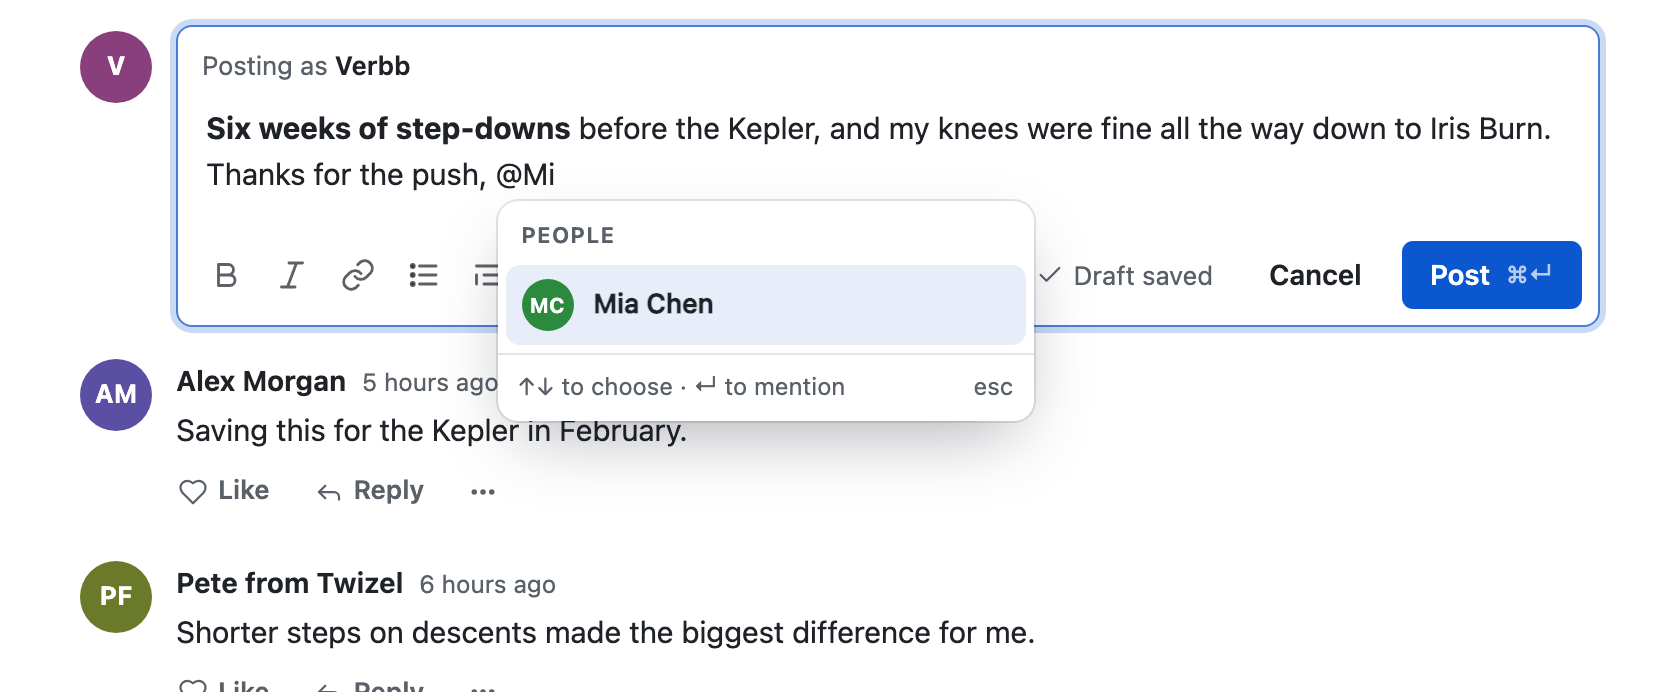 V
Posting as Verbb
Six weeks of step-downs before the Kepler, and my knees were fine all the way down to Iris Burn.
Thanks for the push, @Mi
PEOPLE
MC Mia Chen
↑↓ to choose · ↵ to mention esc
B I Draft saved Cancel Post ⌘↵
AM Alex Morgan 5 hours ago
Saving this for the Kepler in February.
Like Reply ...
PF Pete from Twizel 6 hours ago
Shorter steps on descents made the biggest difference for me.
Like Reply ...